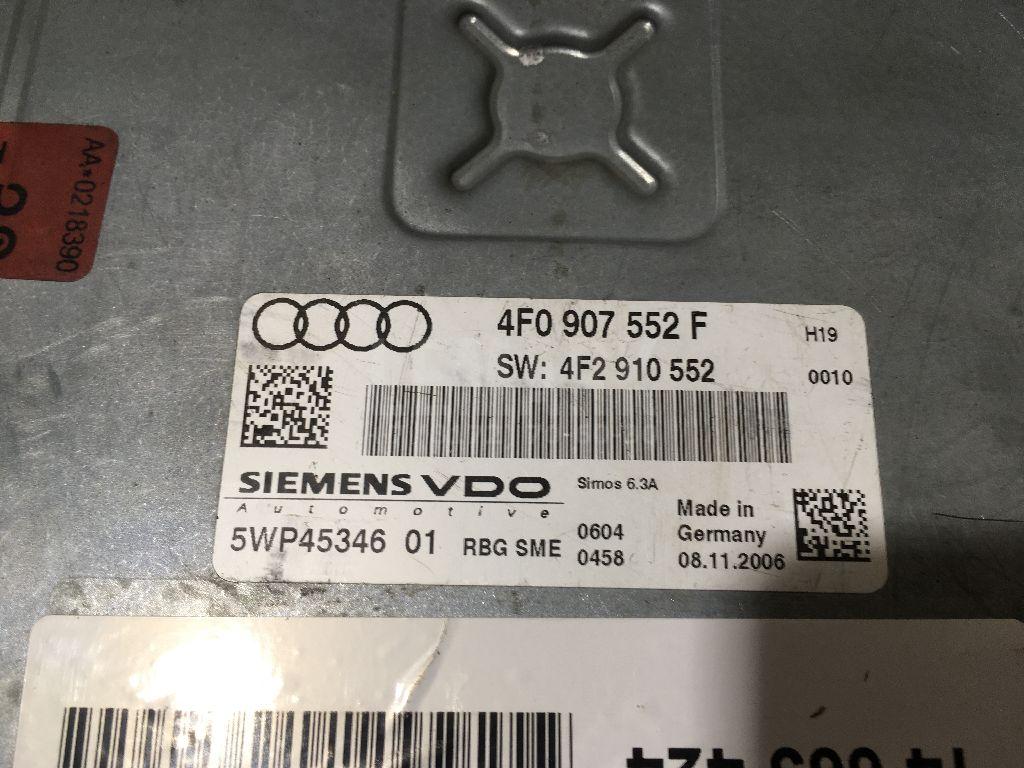 AA*0218390
4F0 907 552 F
H19
SW: 4F2 910 552
0010
SIEMENS VDO
Automotive
Simos 6.3A
5WP45346 01
RBG SME
0604
0458
Made in
Germany
08.11.2006